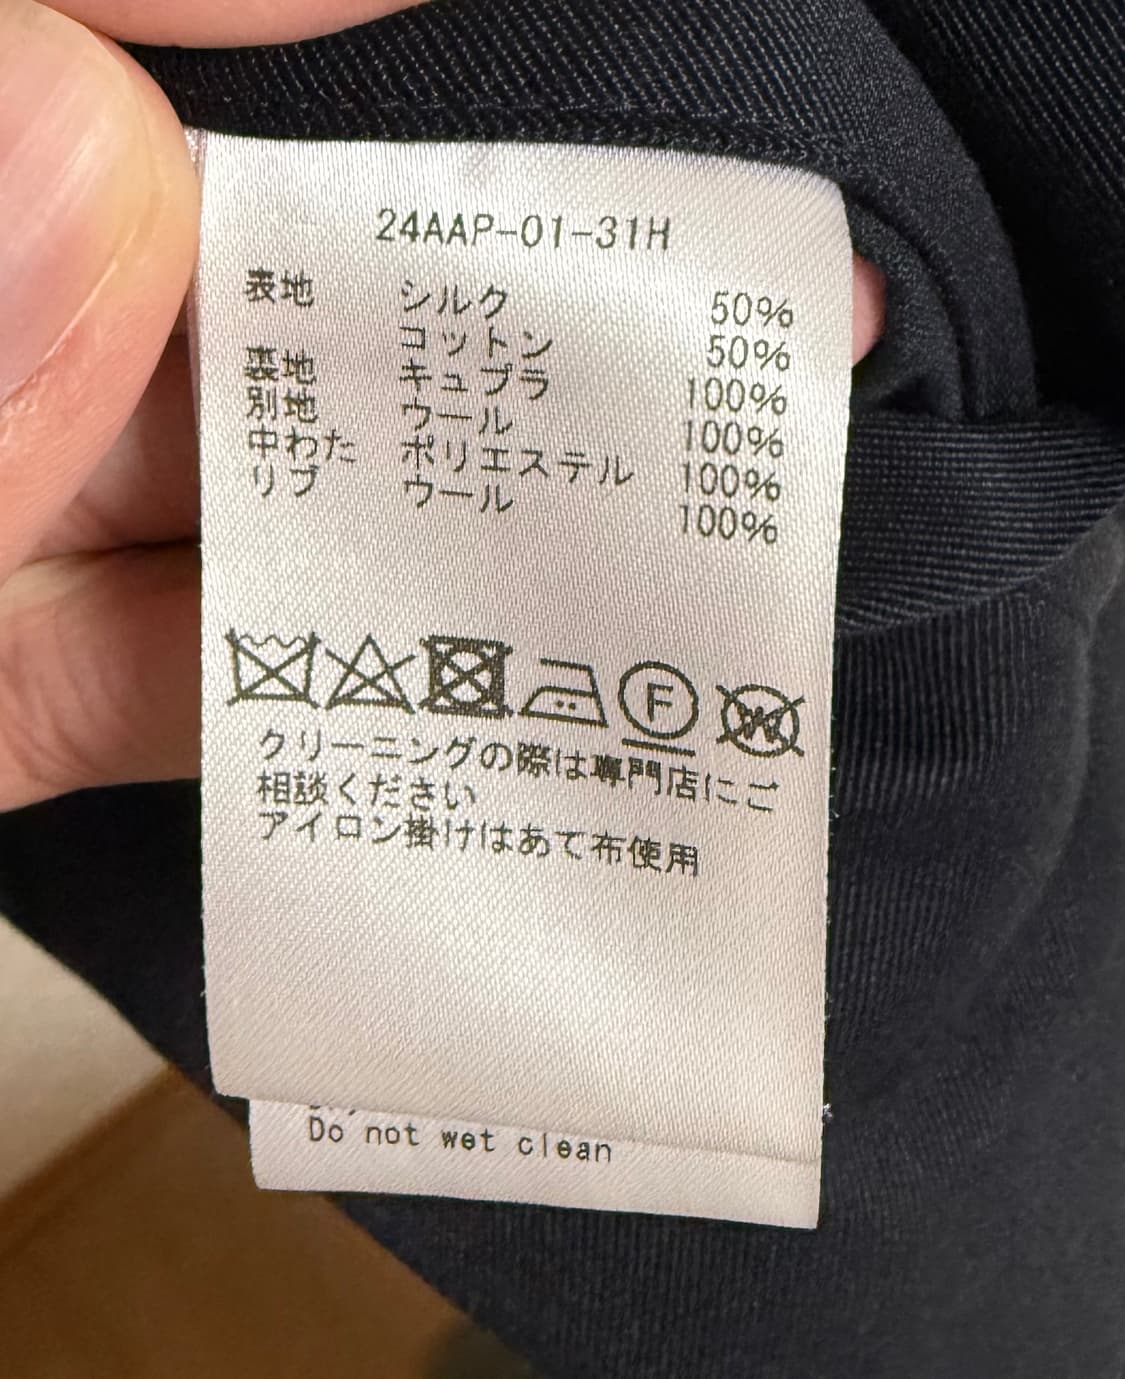 24AAP-01-31H
表地 シルク 50%
コットン 50%
裏地 キュプラ 100%
別地 ウール 100%
中わた ポリエステル 100%
リブ ウール 100%
F W
クリーニングの際は専門店にご
相談ください
アイロン掛けはあて布使用
Do not wet clean